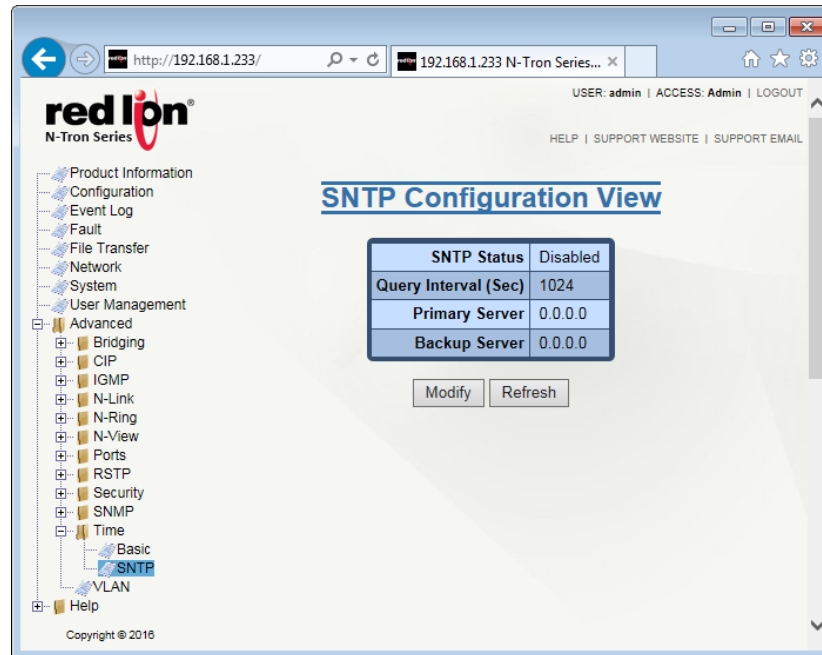 http://192.168.1.233/
192.168.1.233 N-Tron Series...
red lion®
N-Tron Series
USER: admin | ACCESS: Admin | LOGOUT
HELP | SUPPORT WEBSITE | SUPPORT EMAIL
Product Information
Configuration
Event Log
Fault
File Transfer
Network
System
User Management
Advanced
Bridging
CIP
IGMP
N-Link
N-Ring
N-View
Ports
RSTP
Security
SNMP
Time
Basic
SNTP
VLAN
Help
Copyright © 2016
SNTP Configuration View
SNTP Status Disabled
Query Interval (Sec) 1024
Primary Server 0.0.0.0
Backup Server 0.0.0.0
Modify Refresh